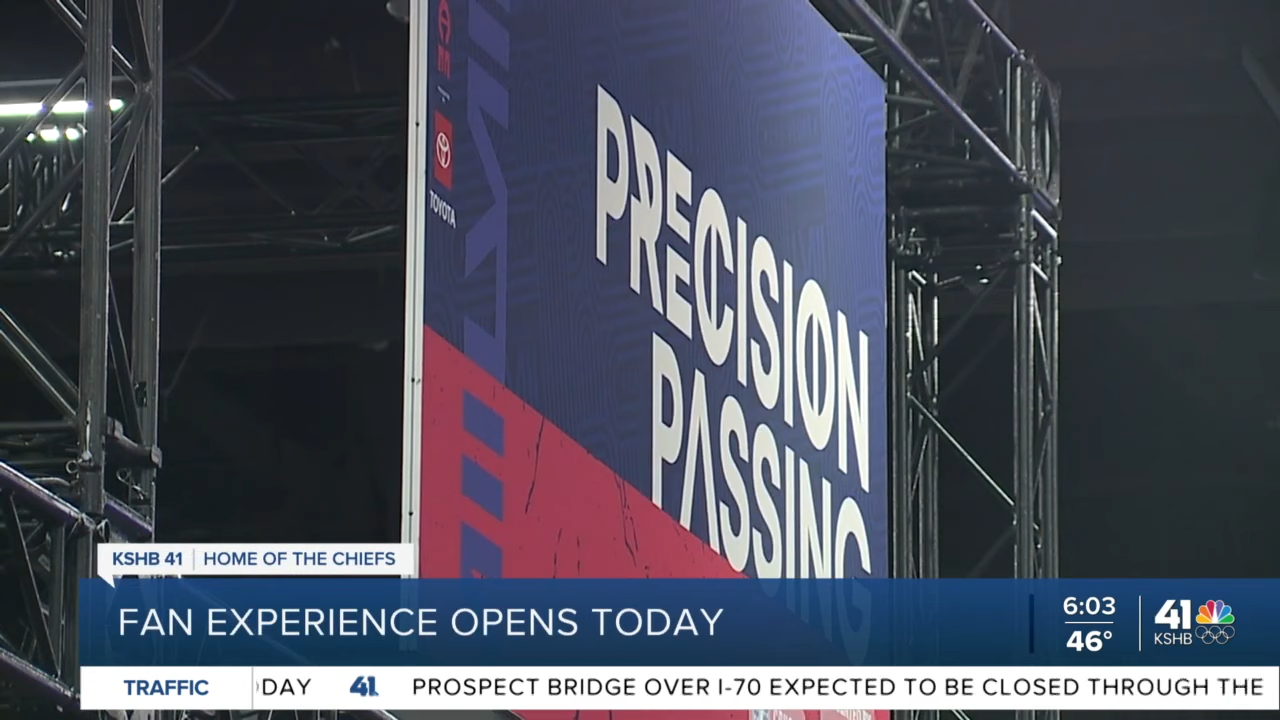 TOYOTA
PRECISION
PASSING
KSHB 41 | HOME OF THE CHIEFS
FAN EXPERIENCE OPENS TODAY
6:03
46°
41
KSHB
TRAFFIC
DAY 41 PROSPECT BRIDGE OVER I-70 EXPECTED TO BE CLOSED THROUGH THE